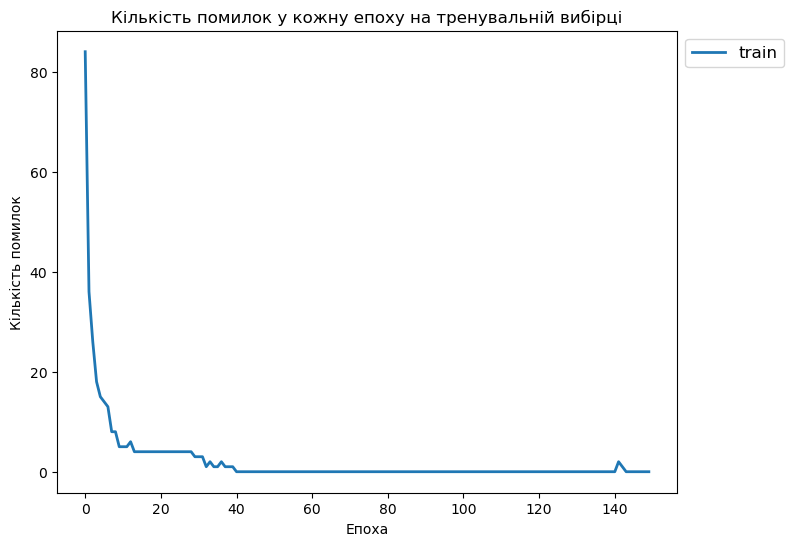 Кількість помилок у кожну епоху на тренувальній вибірці
train
Кількість помилок
80
60
40
20
0
0 20 40 60 80 100 120 140
Епоха